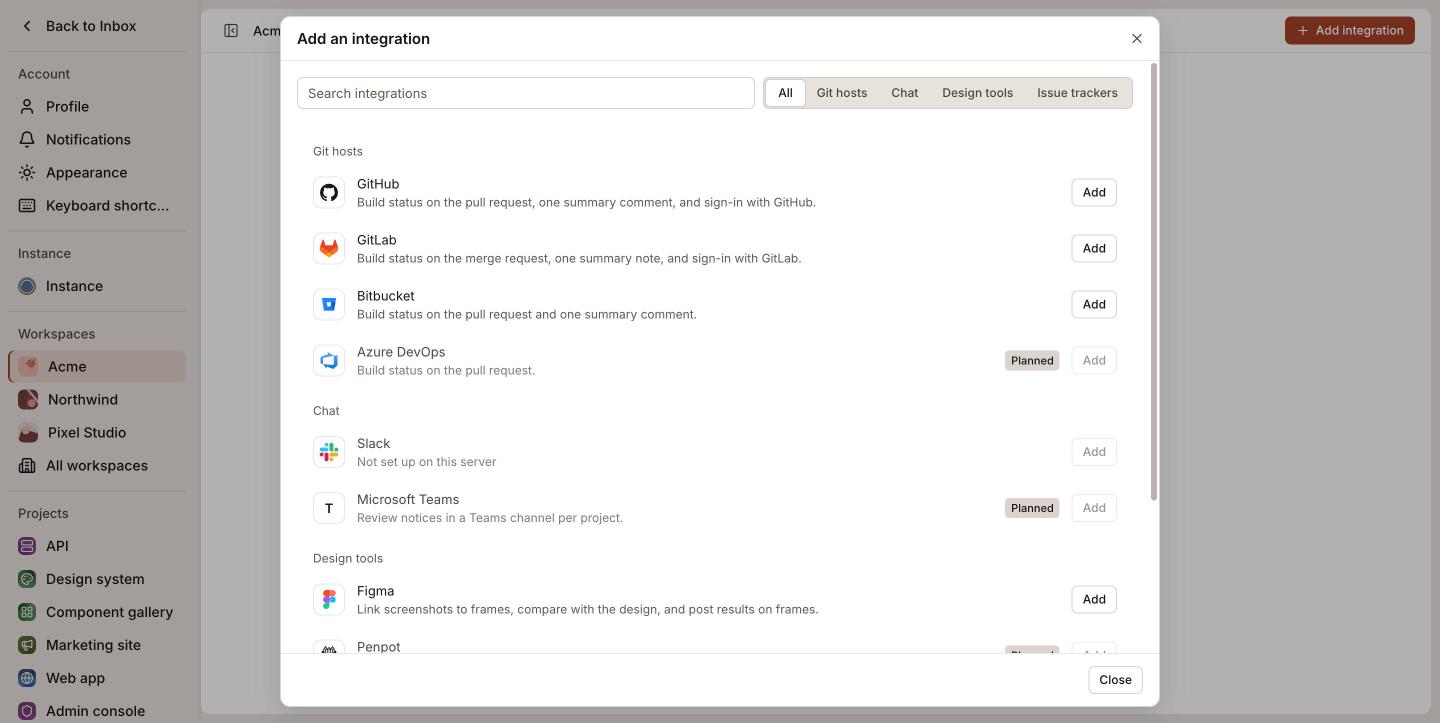 Back to Inbox
Account
Profile
Notifications
Appearance
Keyboard shortc...
Instance
Instance
Workspaces
Acme
Northwind
Pixel Studio
All workspaces
Projects
API
Design system
Component gallery
Marketing site
Web app
Admin console
Acm
Add integration
Add an integration
Search integrations
All
Git hosts
Chat
Design tools
Issue trackers
Git hosts
GitHub
Build status on the pull request, one summary comment, and sign-in with GitHub.
Add
GitLab
Build status on the merge request, one summary note, and sign-in with GitLab.
Add
Bitbucket
Build status on the pull request and one summary comment.
Add
Azure DevOps
Build status on the pull request.
Planned
Add
Chat
Slack
Not set up on this server
Add
T
Microsoft Teams
Review notices in a Teams channel per project.
Planned
Add
Design tools
Figma
Link screenshots to frames, compare with the design, and post results on frames.
Add
Penpot
Planned
Add
Close